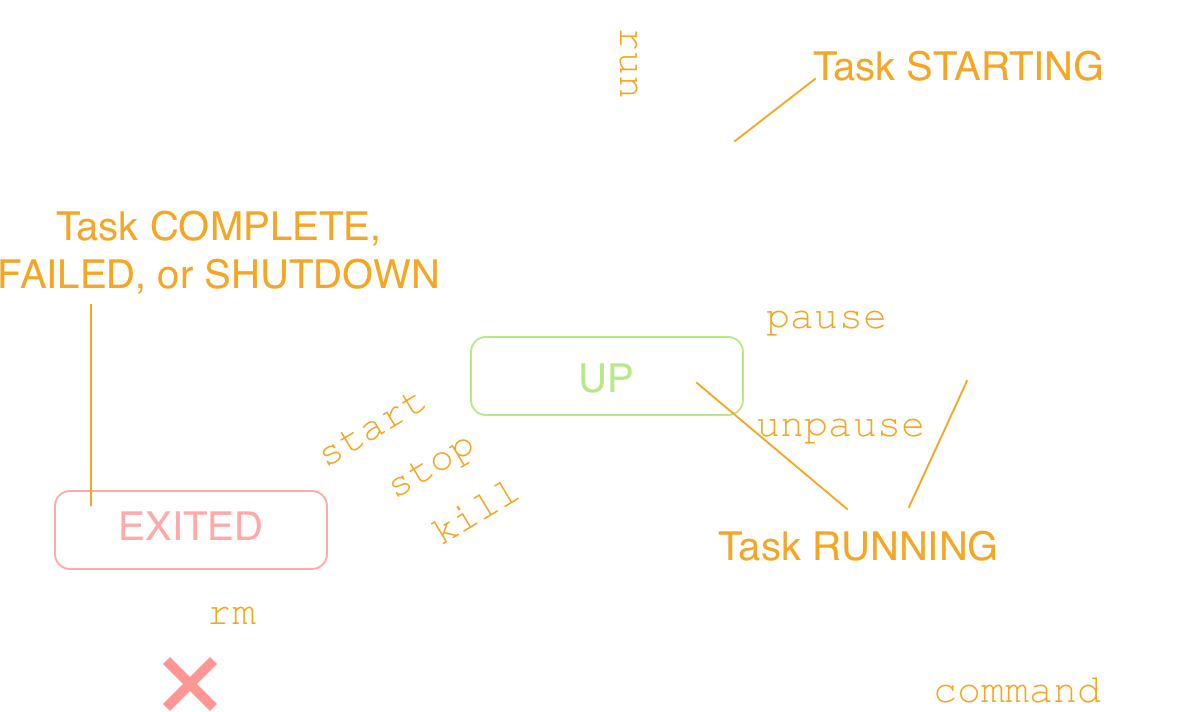 run
Task STARTING
Task COMPLETE,
FAILED, or SHUTDOWN
pause
UP
unpause
start
stop
kill
EXITED
Task RUNNING
rm
command